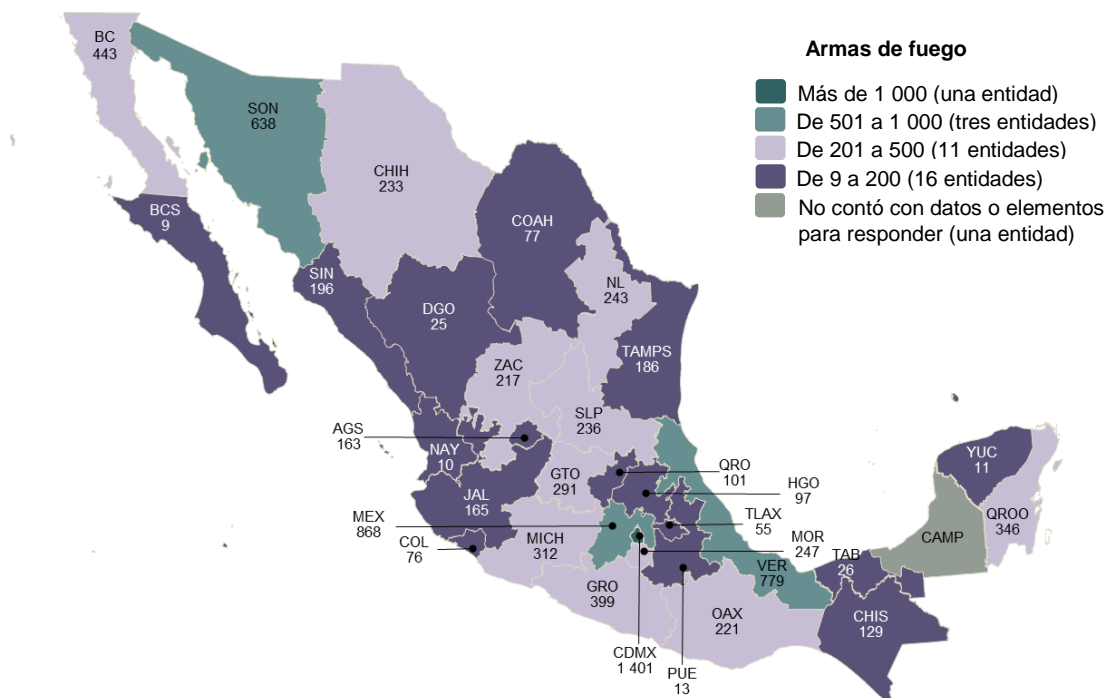 Armas de fuego
Más de 1 000 (una entidad)
De 501 a 1 000 (tres entidades)
De 201 a 500 (11 entidades)
De 9 a 200 (16 entidades)
No contó con datos o elementos
para responder (una entidad)
BC
443
SON
638
CHIH
233
BCS
9
COAH
77
SIN
196
NL
243
DGO
25
TAMPS
186
ZAC
217
SLP
236
AGS
163
NAY
10
GTO
291
QRO
101
HGO
97
YUC
11
JAL
165
QROO
346
MEX
868
TLAX
55
COL
76
MICH
312
MOR
247
CAMP
VER
779
TAB
26
GRO
399
OAX
221
CHIS
129
CDMX
1 401
PUE
13